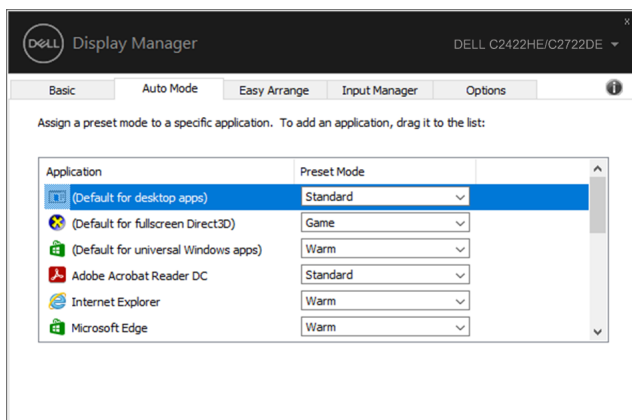 x
DELL Display Manager DELL C2422HE/C2722DE
Basic Auto Mode Easy Arrange Input Manager Options
Assign a preset mode to a specific application. To add an application, drag it to the list:
Application Preset Mode
(Default for desktop apps) Standard
(Default for fullscreen Direct3D) Game
(Default for universal Windows apps) Warm
Adobe Acrobat Reader DC Standard
Internet Explorer Warm
Microsoft Edge Warm